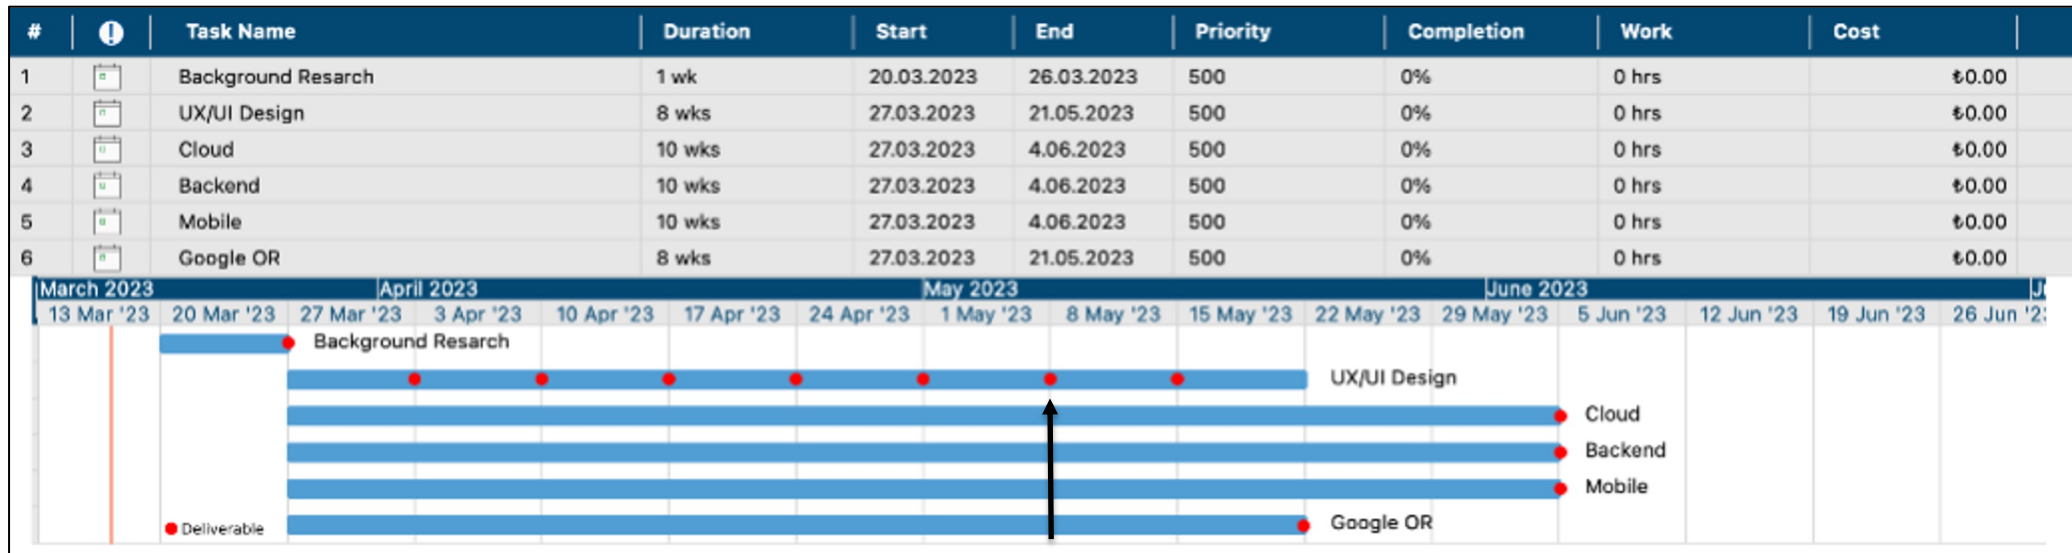 # ! Task Name Duration Start End Priority Completion Work Cost
1 Background Resarch 1 wk 20.03.2023 26.03.2023 500 0% 0 hrs ₺0.00
2 UX/UI Design 8 wks 27.03.2023 21.05.2023 500 0% 0 hrs ₺0.00
3 Cloud 10 wks 27.03.2023 4.06.2023 500 0% 0 hrs ₺0.00
4 Backend 10 wks 27.03.2023 4.06.2023 500 0% 0 hrs ₺0.00
5 Mobile 10 wks 27.03.2023 4.06.2023 500 0% 0 hrs ₺0.00
6 Google OR 8 wks 27.03.2023 21.05.2023 500 0% 0 hrs ₺0.00
March 2023 April 2023 May 2023 June 2023
13 Mar '23 20 Mar '23 27 Mar '23 3 Apr '23 10 Apr '23 17 Apr '23 24 Apr '23 1 May '23 8 May '23 15 May '23 22 May '23 29 May '23 5 Jun '23 12 Jun '23 19 Jun '23 26 Jun
Background Resarch
UX/UI Design
Cloud
Backend
Mobile
Google OR
Deliverable